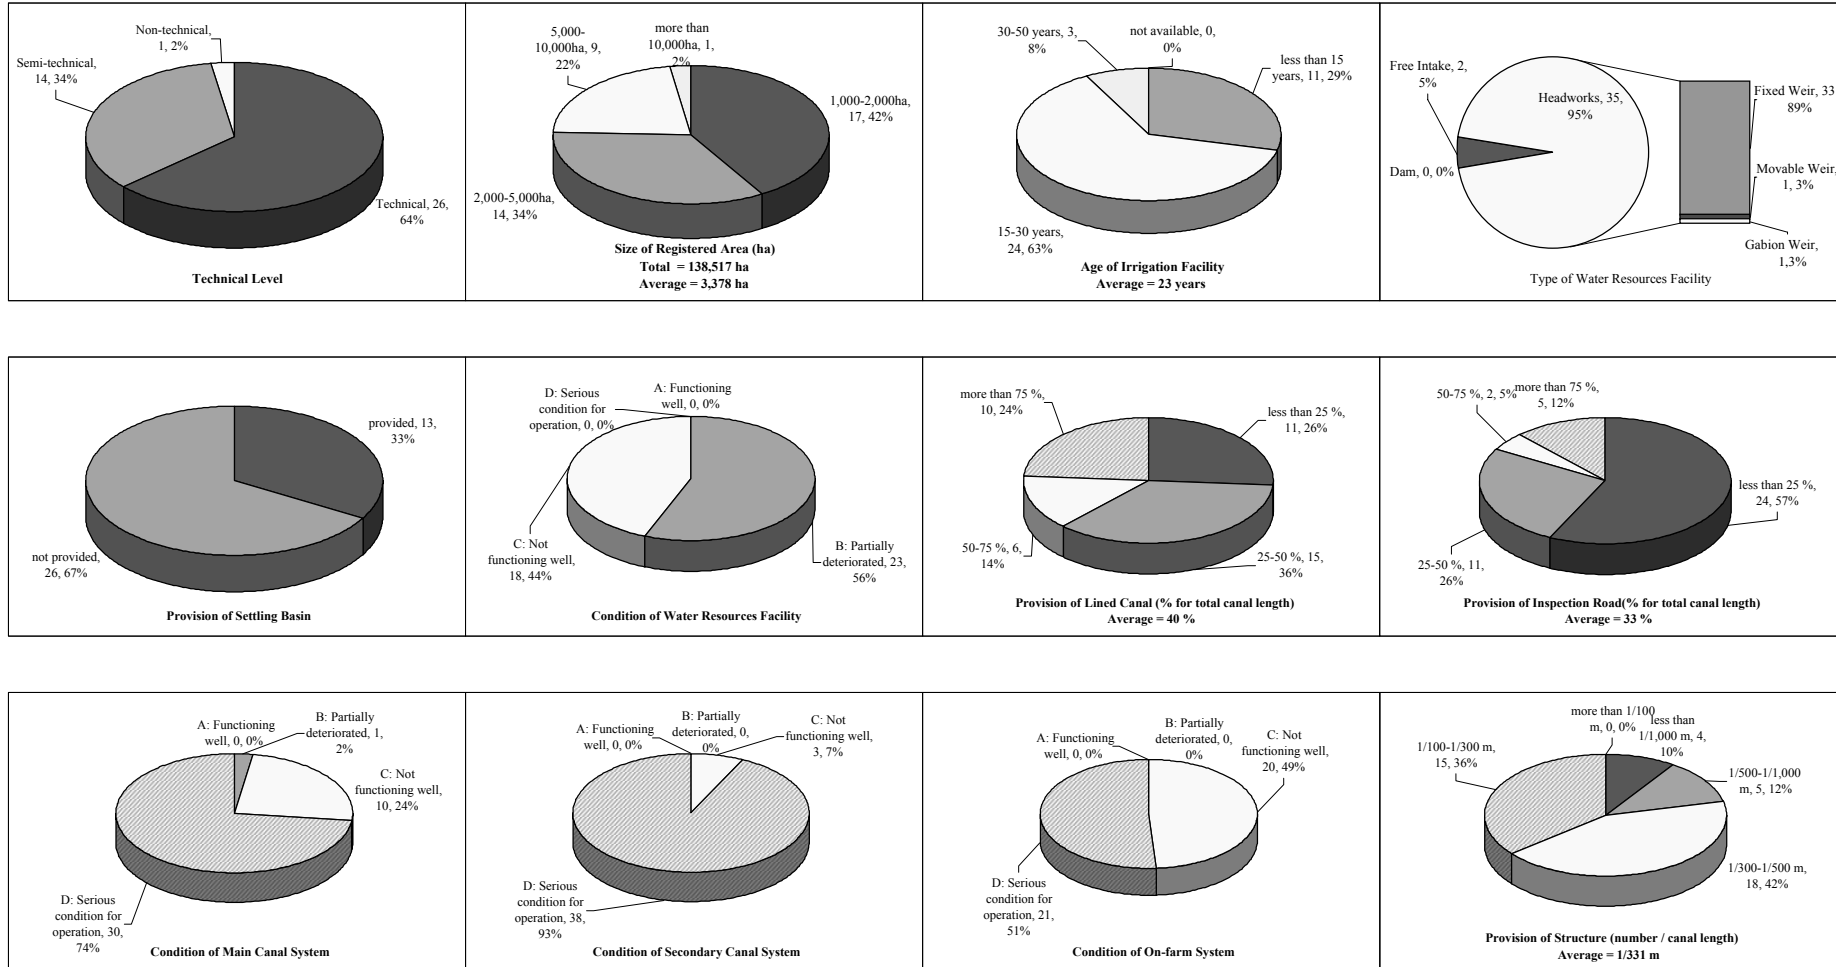 Non-technical,
1, 2%
Semi-technical,
14, 34%
Technical, 26,
64%
Technical Level
5,000-
10,000ha, 9,
22%
more than
10,000ha, 1,
2%
1,000-2,000ha,
17, 42%
2,000-5,000ha,
14, 34%
Size of Registered Area (ha)
Total = 138,517 ha
Average = 3,378 ha
30-50 years, 3,
8%
not available, 0,
0%
less than 15
years, 11, 29%
15-30 years,
24, 63%
Age of Irrigation Facility
Average = 23 years
Free Intake, 2,
5%
Headworks, 35,
95%
Dam, 0, 0%
Fixed Weir, 33
89%
Movable Weir,
1, 3%
Gabion Weir,
1,3%
Type of Water Resources Facility
provided, 13,
33%
not provided,
26, 67%
Provision of Settling Basin
D: Serious
condition for
operation, 0, 0%
A: Functioning
well, 0, 0%
C: Not
functioning well,
18, 44%
B: Partially
deteriorated, 23,
56%
Condition of Water Resources Facility
more than 75 %,
10, 24%
less than 25 %,
11, 26%
50-75 %, 6,
14%
25-50 %, 15,
36%
Provision of Lined Canal (% for total canal length)
Average = 40 %
50-75 %, 2, 5%
more than 75 %,
5, 12%
less than 25 %,
24, 57%
25-50 %, 11,
26%
Provision of Inspection Road(% for total canal length)
Average = 33 %
A: Functioning
well, 0, 0%
B: Partially
deteriorated, 1,
2%
C: Not
functioning well,
10, 24%
D: Serious
condition for
operation, 30,
74%
Condition of Main Canal System
A: Functioning
well, 0, 0%
B: Partially
deteriorated, 0,
0%
C: Not
functioning well,
3, 7%
D: Serious
condition for
operation, 38,
93%
Condition of Secondary Canal System
A: Functioning
well, 0, 0%
B: Partially
deteriorated, 0,
0%
C: Not
functioning well,
20, 49%
D: Serious
condition for
operation, 21,
51%
Condition of On-farm System
more than 1/100
m, 0, 0%
less than
1/1,000 m, 4,
10%
1/100-1/300 m,
15, 36%
1/500-1/1,000
m, 5, 12%
1/300-1/500 m,
18, 42%
Provision of Structure (number / canal length)
Average = 1/331 m